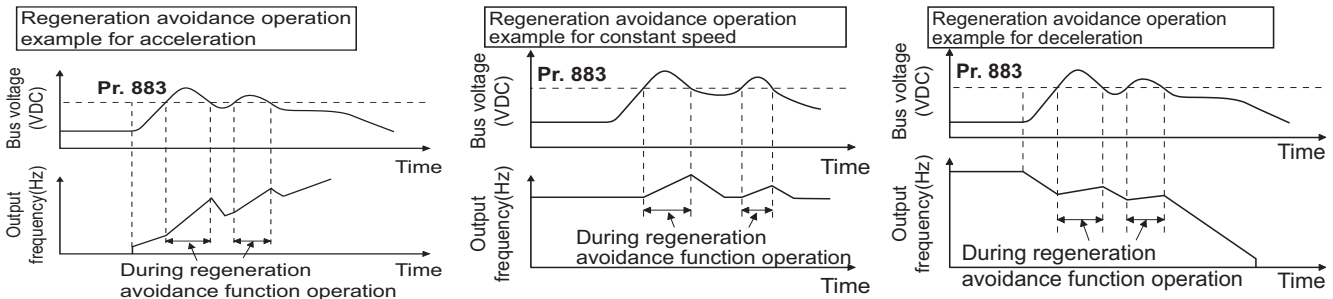 Regeneration avoidance operation
example for acceleration
Bus voltage
(VDC)
Pr. 883
Time
Output
frequency(Hz)
During regeneration
avoidance function operation
Time
Regeneration avoidance operation
example for constant speed
Bus voltage
(VDC)
Pr. 883
Time
Output
frequency(Hz)
During regeneration
avoidance function operation
Time
Regeneration avoidance operation
example for deceleration
Bus voltage
(VDC)
Pr. 883
Time
Output
frequency(Hz)
During regeneration
avoidance function operation
Time